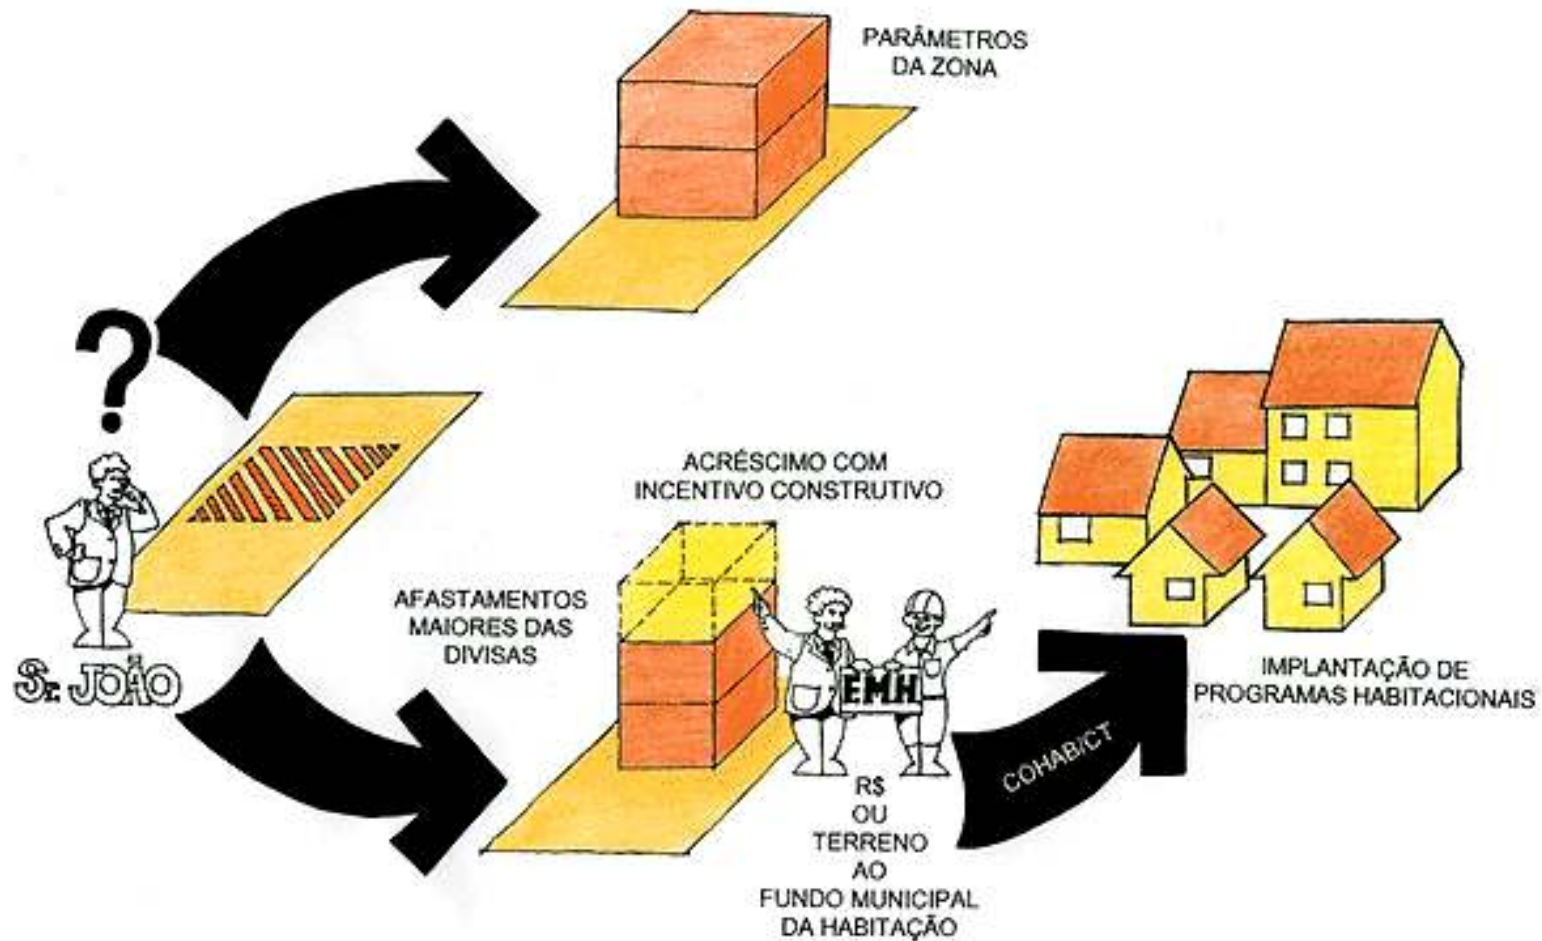 PARÂMETROS
DA ZONA
?
Sr. JOÃO
ACRÉSCIMO COM
INCENTIVO CONSTRUTIVO
AFASTAMENTOS
MAIORES DAS
DIVISAS
FMH
R$
OU
TERRENO
AO
FUNDO MUNICIPAL
DA HABITAÇÃO
COHAB/CT
IMPLANTAÇÃO DE
PROGRAMAS HABITACIONAIS